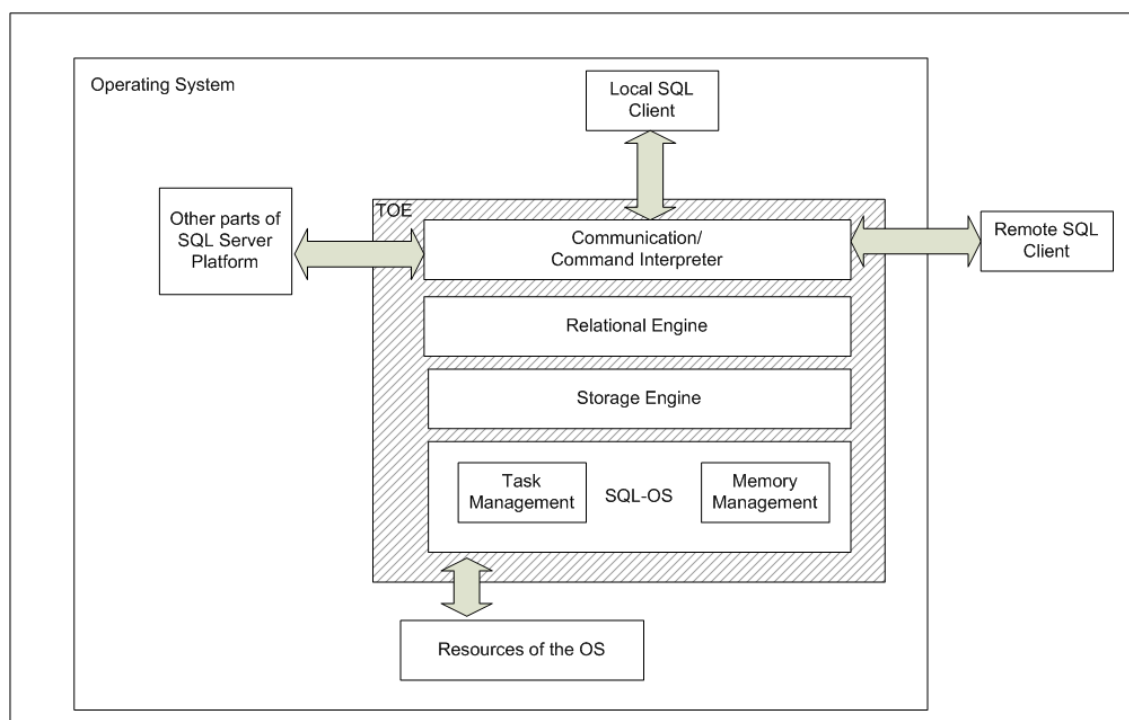 Operating System
Local SQL
Client
Other parts of
SQL Server
Platform
TOE
Communication/
Command Interpreter
Remote SQL
Client
Relational Engine
Storage Engine
Task
Management
SQL-OS
Memory
Management
Resources of the OS